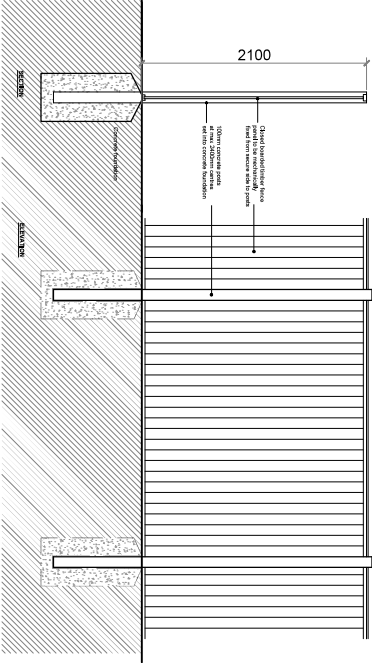 2100
Closed boarded timber fence
panel to be mechanically
fixed from secure side to posts
100mm concrete posts
at max 2400mm centres
set into concrete foundation
Concrete foundation
SECTION
ELEVATION